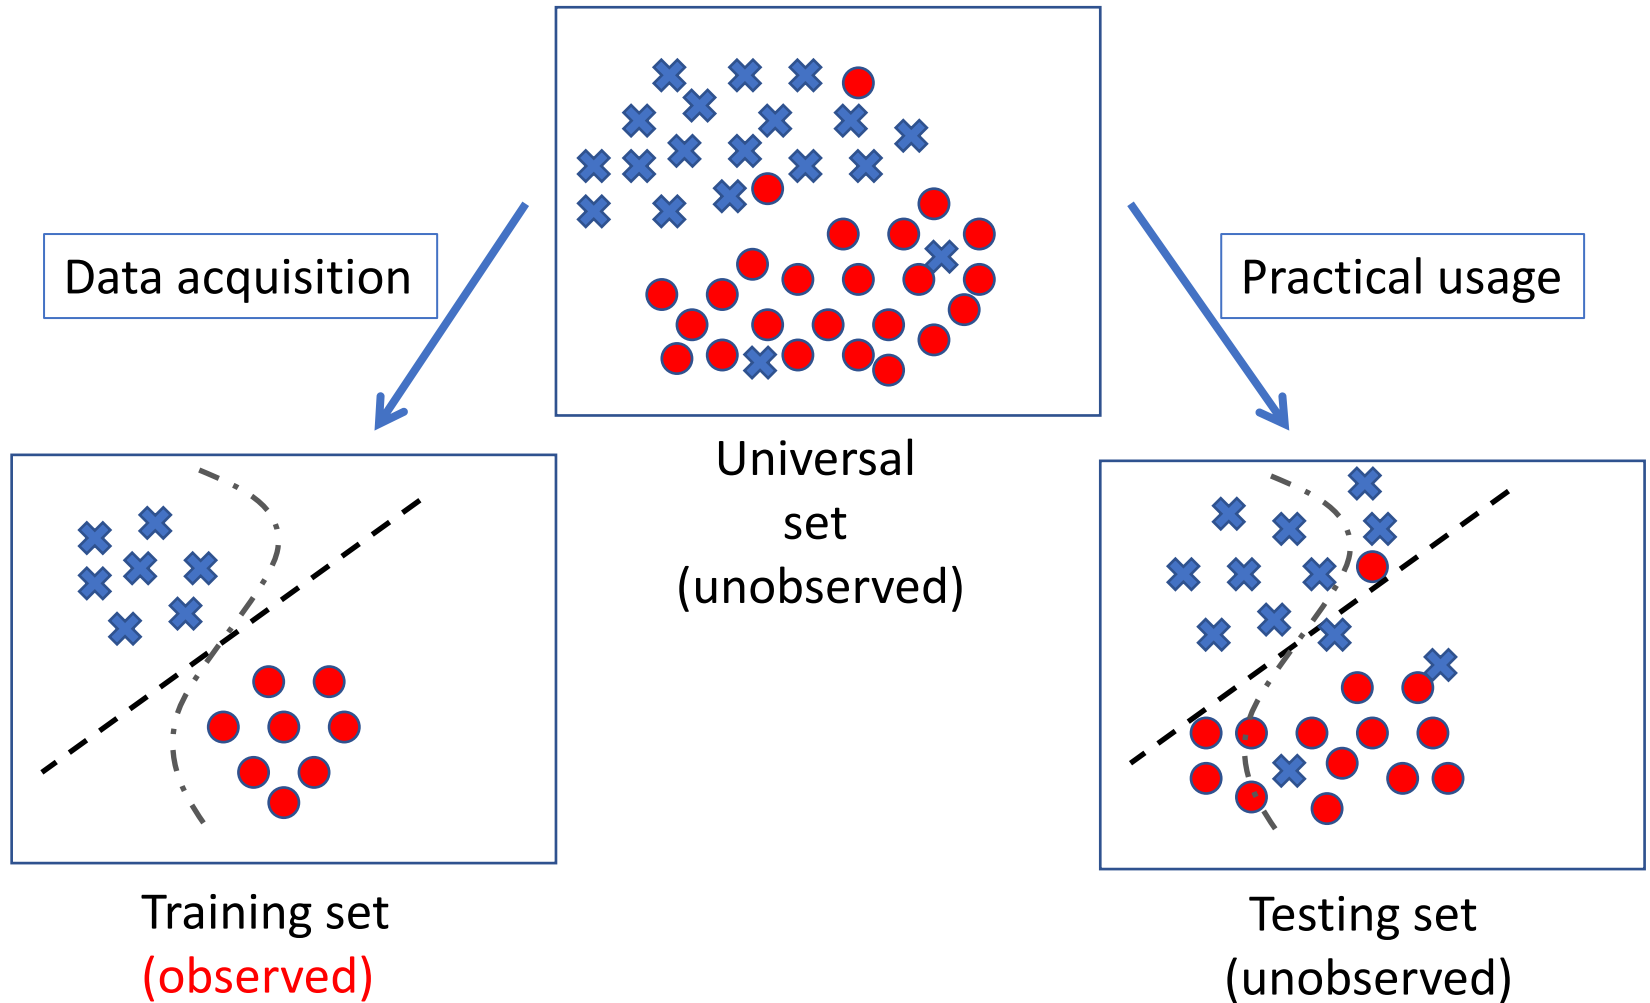 Data acquisition
Practical usage
Universal
set
(unobserved)
Training set
(observed)
Testing set
(unobserved)